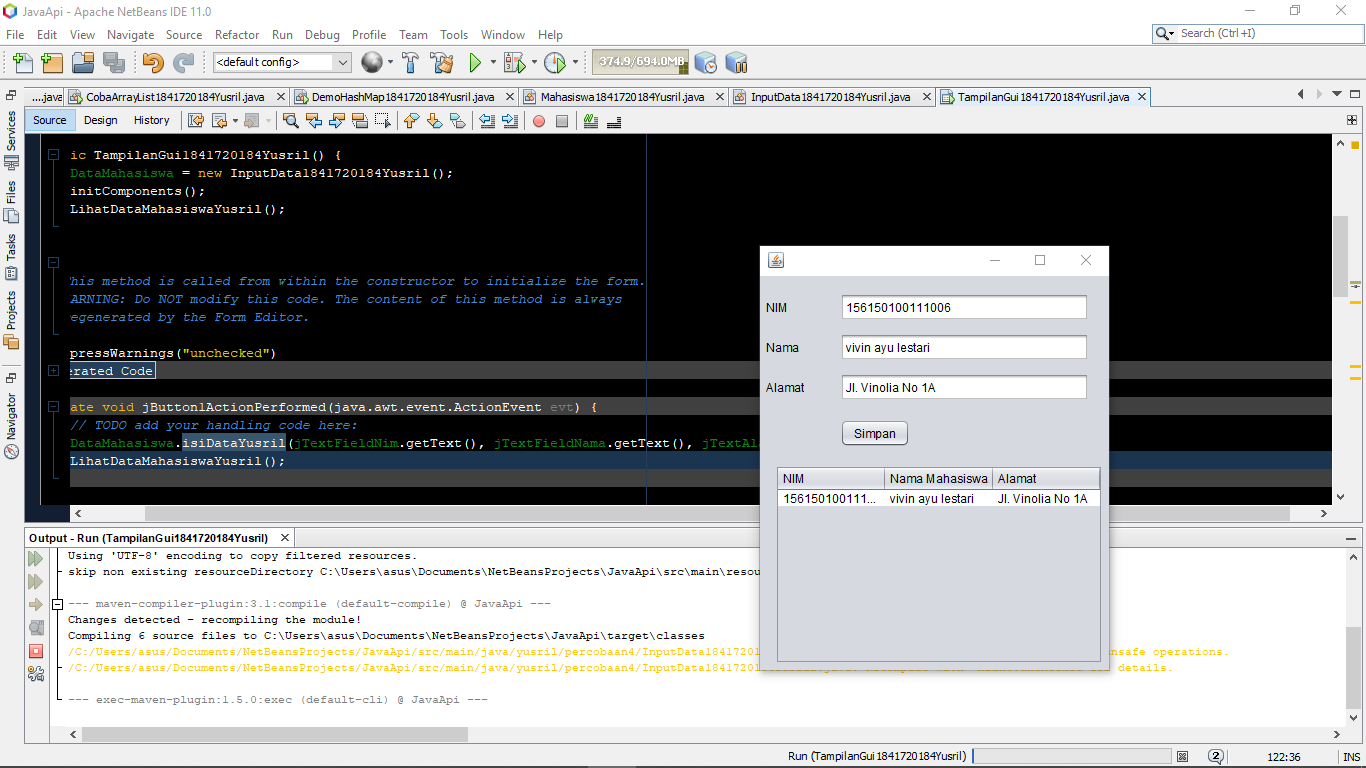 JavaApi - Apache NetBeans IDE 11.0
File Edit View Navigate Source Refactor Run Debug Profile Team Tools Window Help
Search (Ctrl+I)
<default config>
374.9/694.0MB
....java CobaArrayList1841720184Yusril.java DemoHashMap1841720184Yusril.java Mahasiswa1841720184Yusril.java InputData1841720184Yusril.java TampilanGui1841720184Yusril.java
Source Design History
Services
Files
Tasks
Projects
Navigator
ic TampilanGui1841720184Yusril() {
DataMahasiswa = new InputData1841720184Yusril();
initComponents();
LihatDataMahasiswaYusril();
his method is called from within the constructor to initialize the form.
ARNING: Do NOT modify this code. The content of this method is always
egenerated by the Form Editor.
pressWarnings("unchecked")
erated Code
ate void jButton1ActionPerformed(java.awt.event.ActionEvent evt) {
// TODO add your handling code here:
DataMahasiswa.isiDataYusril(jTextFieldNim.getText(), jTextFieldNama.getText(), jTextAl
LihatDataMahasiswaYusril();
NIM 156150100111006
Nama vivin ayu lestari
Alamat Jl. Vinolia No 1A
Simpan
NIM Nama Mahasiswa Alamat
156150100111... vivin ayu lestari Jl. Vinolia No 1A
Output - Run (TampilanGui1841720184Yusril)
Using 'UTF-8' encoding to copy filtered resources.
skip non existing resourceDirectory C:\Users\asus\Documents\NetBeansProjects\JavaApi\src\main\resou
--- maven-compiler-plugin:3.1:compile (default-compile) @ JavaApi ---
Changes detected - recompiling the module!
Compiling 6 source files to C:\Users\asus\Documents\NetBeansProjects\JavaApi\target\classes
/C:/Users/asus/Documents/NetBeansProjects/JavaApi/src/main/java/yusril/percobaan4/InputData18417201 nsafe operations.
/C:/Users/asus/Documents/NetBeansProjects/JavaApi/src/main/java/yusril/percobaan4/InputData18417201 details.
--- exec-maven-plugin:1.5.0:exec (default-cli) @ JavaApi ---
Run (TampilanGui1841720184Yusril) 2 122:36 INS